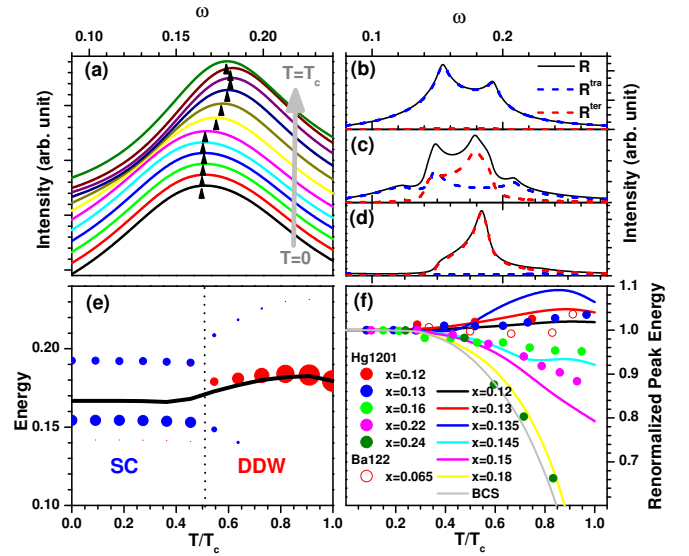 ω
ω
0.10 0.15 0.20
0.1 0.2
(a)
T=T_c
T=0
Intensity (arb. unit)
(b)
R
R^tra
R^ter
(c)
(d)
Intensity (arb. unit)
(e)
0.20
0.15
0.10
Energy
SC
DDW
0.0 0.2 0.4 0.6 0.8 1.0
T/T_c
(f)
1.0
0.9
0.8
0.7
Renormalized Peak Energy
Hg1201
x=0.12
x=0.13
x=0.16
x=0.22
x=0.24
Ba122
x=0.065
x=0.12
x=0.13
x=0.135
x=0.145
x=0.15
x=0.18
BCS
0.0 0.2 0.4 0.6 0.8 1.0
T/T_c